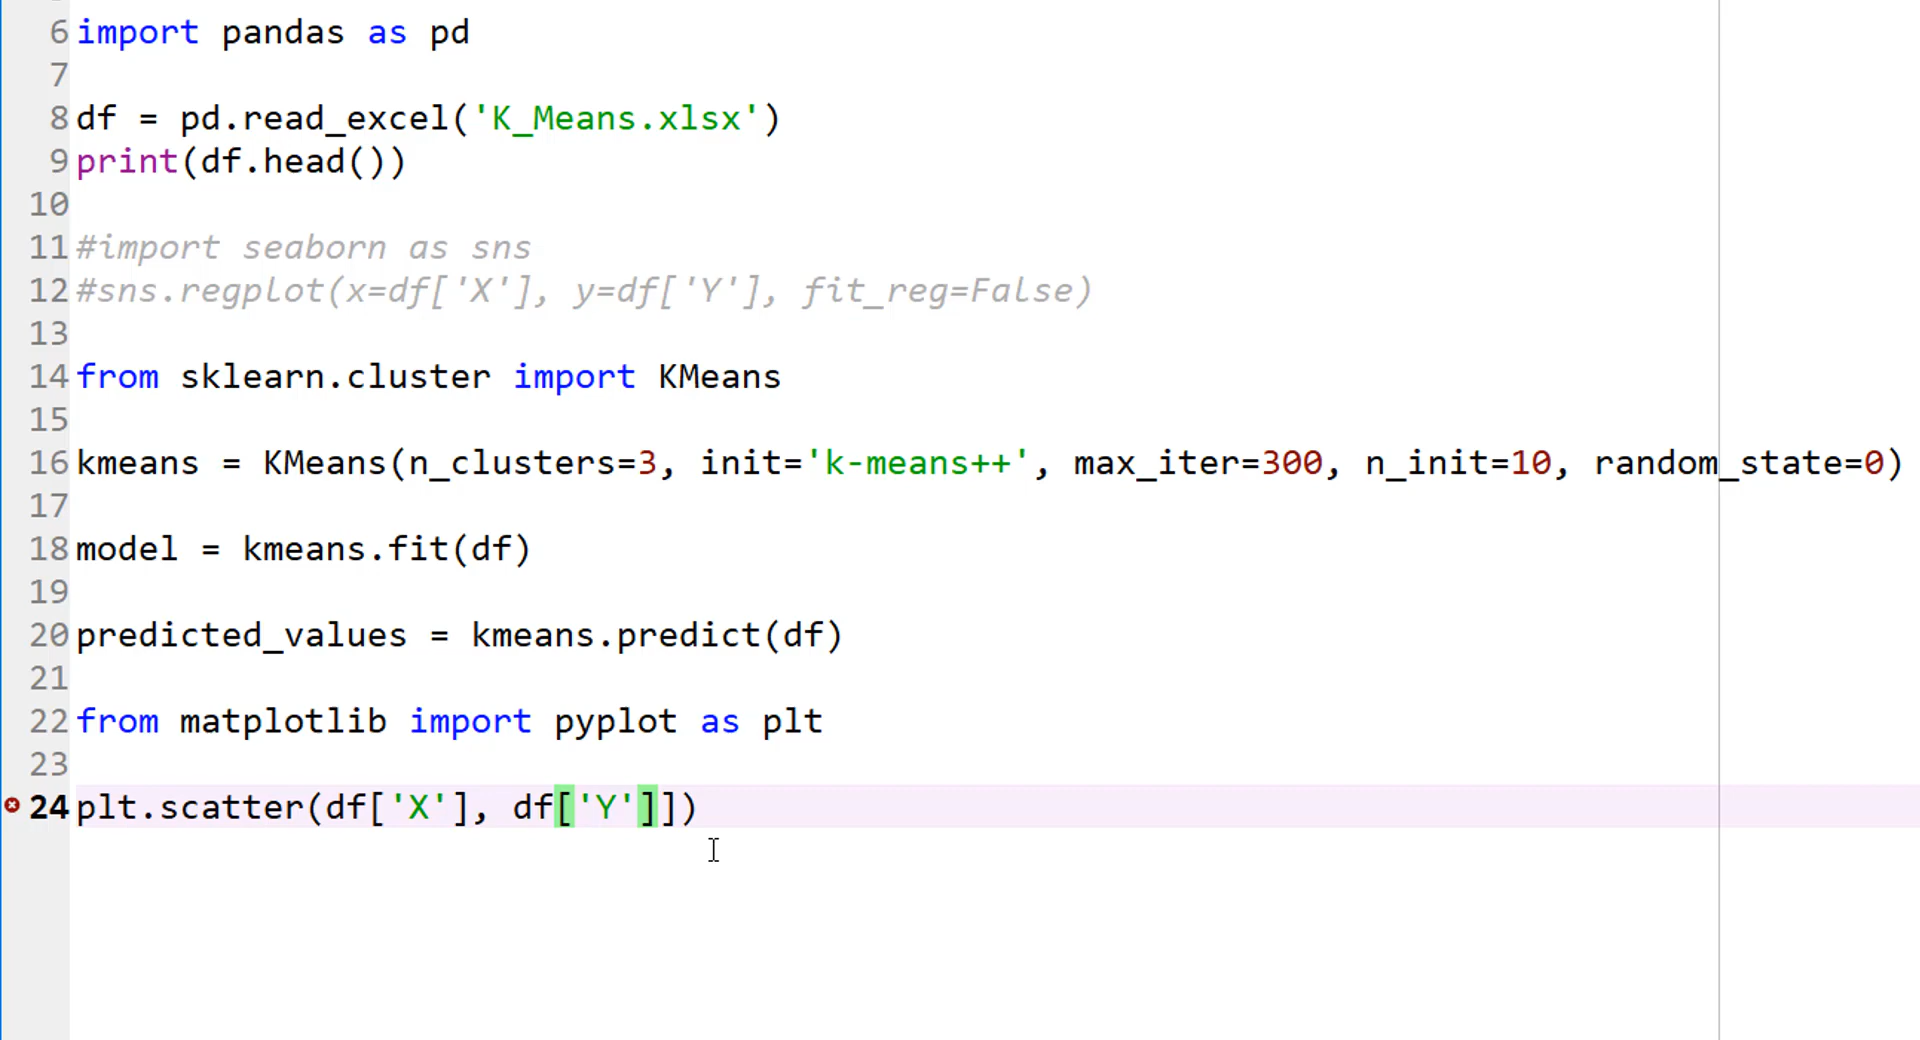 6 import pandas as pd
7
8 df = pd.read_excel('K_Means.xlsx')
9 print(df.head())
10
11 #import seaborn as sns
12 #sns.regplot(x=df['X'], y=df['Y'], fit_reg=False)
13
14 from sklearn.cluster import KMeans
15
16 kmeans = KMeans(n_clusters=3, init='k-means++', max_iter=300, n_init=10, random_state=0)
17
18 model = kmeans.fit(df)
19
20 predicted_values = kmeans.predict(df)
21
22 from matplotlib import pyplot as plt
23
24 plt.scatter(df['X'], df['Y']])